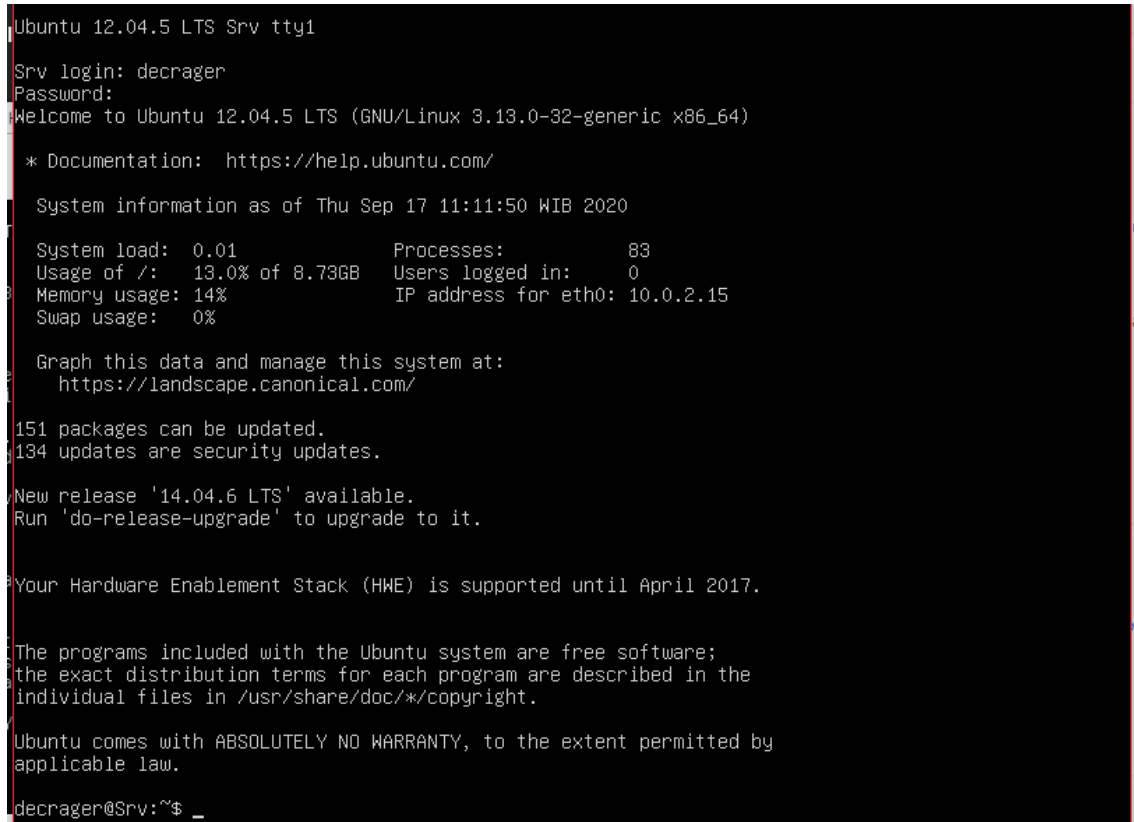 Ubuntu 12.04.5 LTS Srv tty1
Srv login: decrager
Password:
Welcome to Ubuntu 12.04.5 LTS (GNU/Linux 3.13.0-32-generic x86_64)
* Documentation:  https://help.ubuntu.com/
System information as of Thu Sep 17 11:11:50 WIB 2020
System load:  0.01               Processes:           83
Usage of /:   13.0% of 8.73GB   Users logged in:     0
Memory usage: 14%                IP address for eth0: 10.0.2.15
Swap usage:   0%
Graph this data and manage this system at:
https://landscape.canonical.com/
151 packages can be updated.
134 updates are security updates.
New release '14.04.6 LTS' available.
Run 'do-release-upgrade' to upgrade to it.
Your Hardware Enablement Stack (HWE) is supported until April 2017.
The programs included with the Ubuntu system are free software;
the exact distribution terms for each program are described in the
individual files in /usr/share/doc/*/copyright.
Ubuntu comes with ABSOLUTELY NO WARRANTY, to the extent permitted by
applicable law.
decrager@Srv:~$ _